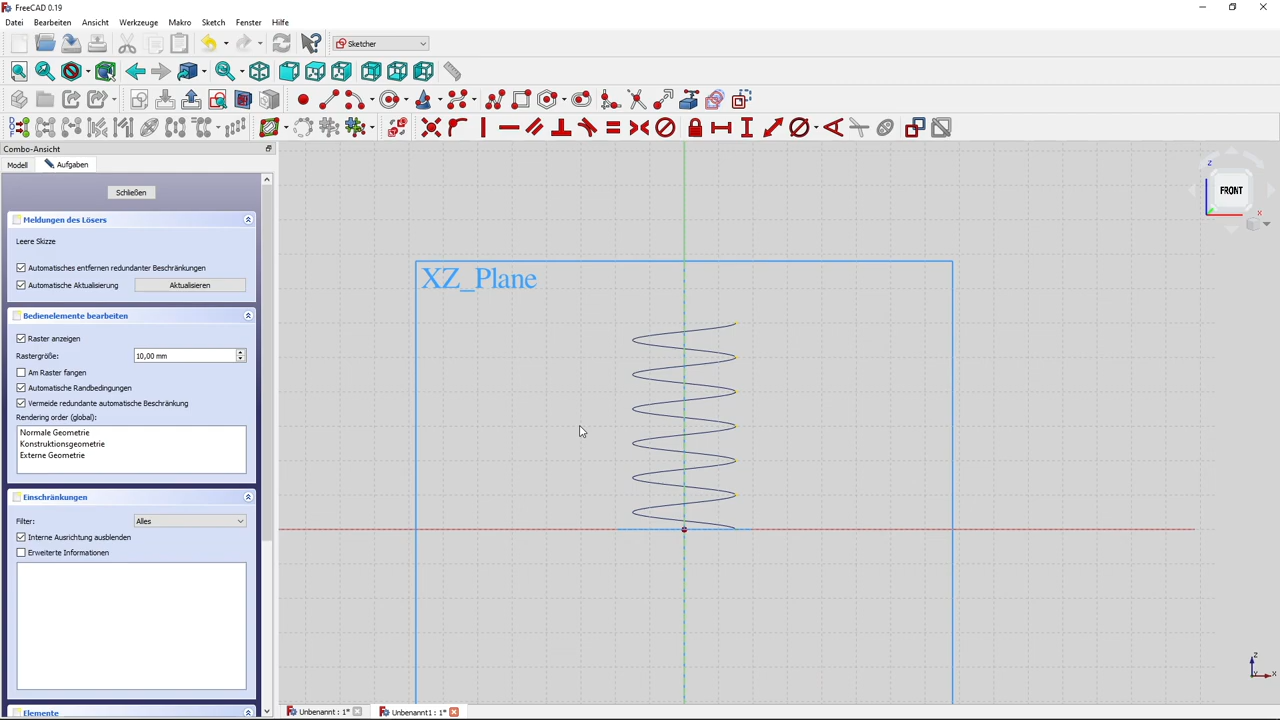 FreeCAD 0.19
Datei Bearbeiten Ansicht Werkzeuge Makro Sketch Fenster Hilfe
Sketcher
Combo-Ansicht
Modell Aufgaben
Schließen
Meldungen des Lösers
Leere Skizze
Automatisches entfernen redundanter Beschränkungen
Automatische Aktualisierung Aktualisieren
Bedienelemente bearbeiten
Raster anzeigen
Rastergröße: 10,00 mm
Am Raster fangen
Automatische Randbedingungen
Vermeide redundante automatische Beschränkung
Rendering order (global):
Normale Geometrie
Konstruktionsgeometrie
Externe Geometrie
Einschränkungen
Filter: Alles
Interne Ausrichtung ausblenden
Erweiterte Informationen
Elemente
XZ_Plane
z
FRONT
x
z
Y
x
Unbenannt : 1* Unbenannt1 : 1*